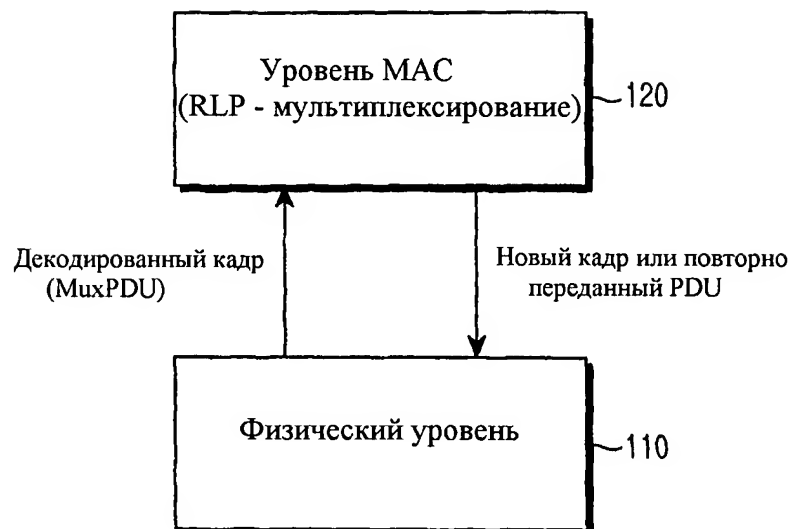 Уровень MAC
(RLP - мультиплексирование)
120
Декодированный кадр
(MuxPDU)
Новый кадр или повторно
переданный PDU
Физический уровень
110